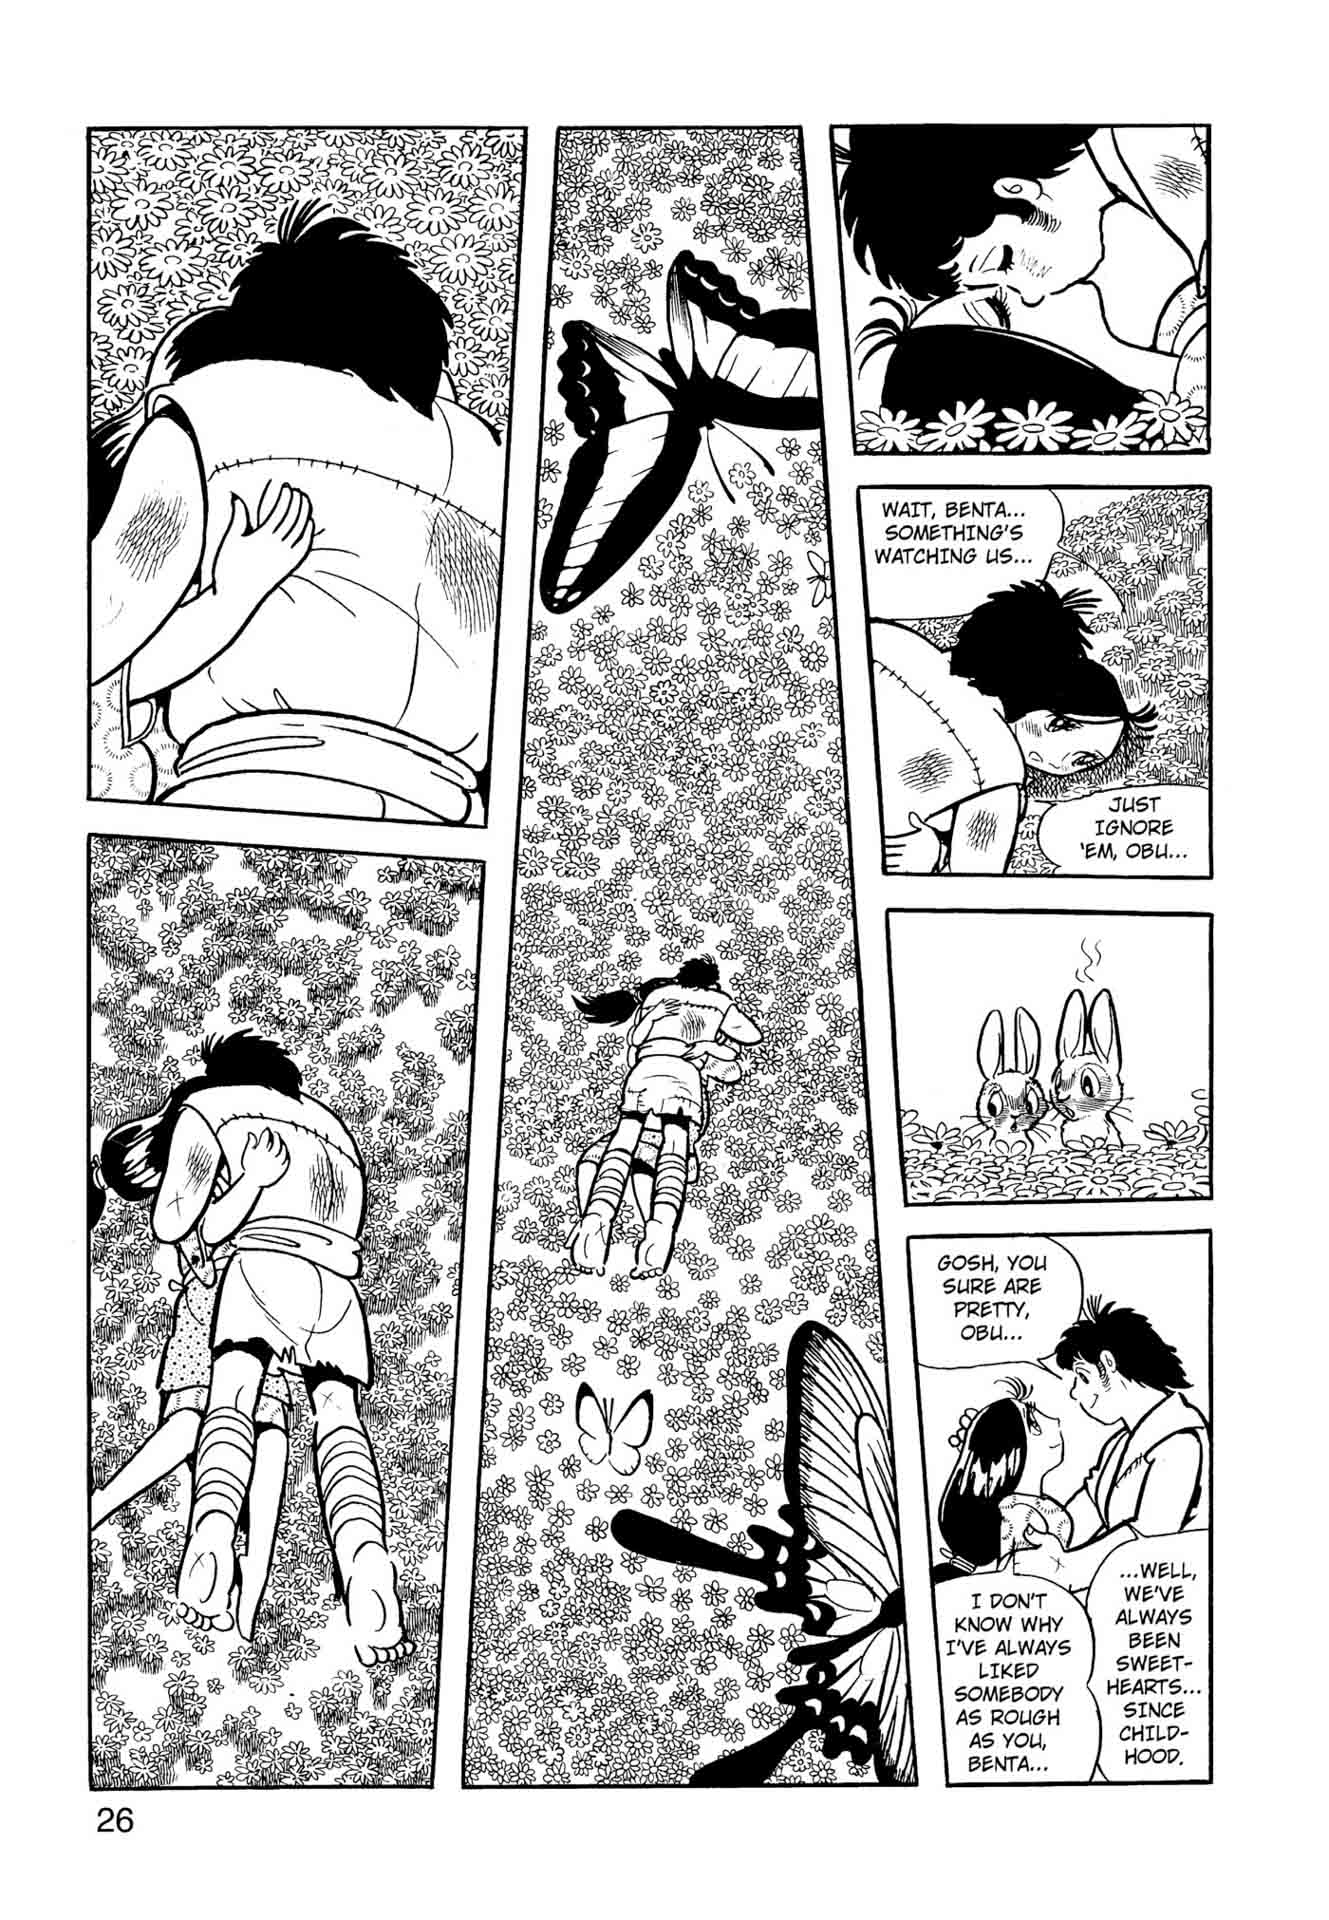 WAIT, BENTA...
SOMETHING'S
WATCHING US...
JUST
IGNORE
'EM, OBU...
GOSH, YOU
SURE ARE
PRETTY,
OBU...
...WELL,
WE'VE
ALWAYS
BEEN
SWEET-
HEARTS...
SINCE
CHILD-
HOOD.
I DON'T
KNOW WHY
I'VE ALWAYS
LIKED
SOMEBODY
AS ROUGH
AS YOU,
BENTA...
26